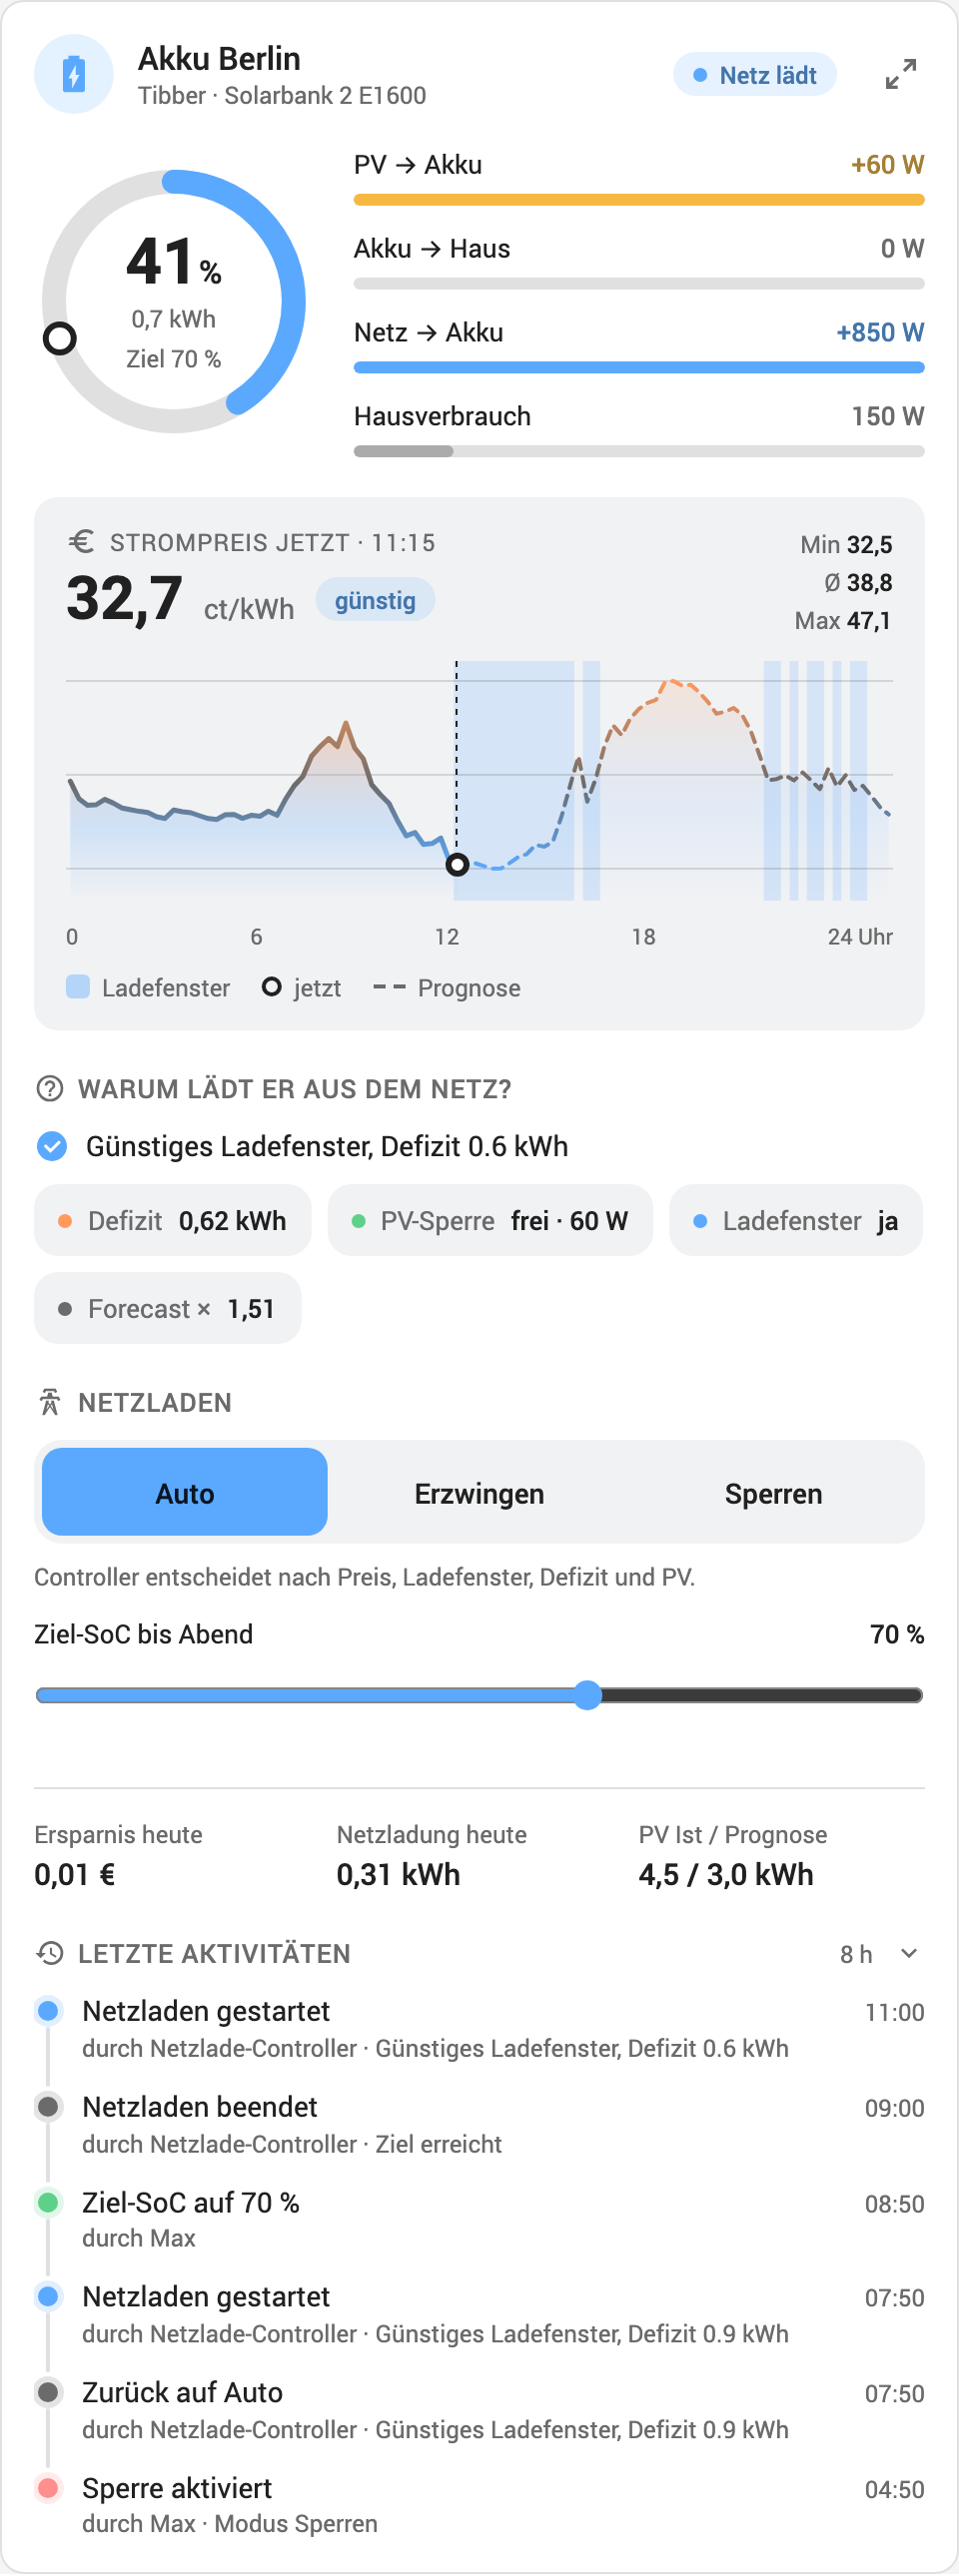 Akku Berlin
Tibber · Solarbank 2 E1600
Netz lädt
41%
0,7 kWh
Ziel 70 %
PV → Akku +60 W
Akku → Haus 0 W
Netz → Akku +850 W
Hausverbrauch 150 W
STROMPREIS JETZT · 11:15
32,7 ct/kWh günstig
Min 32,5
Ø 38,8
Max 47,1
0 6 12 18 24 Uhr
Ladefenster jetzt Prognose
WARUM LÄDT ER AUS DEM NETZ?
Günstiges Ladefenster, Defizit 0.6 kWh
Defizit 0,62 kWh PV-Sperre frei · 60 W Ladefenster ja
Forecast × 1,51
NETZLADEN
Auto Erzwingen Sperren
Controller entscheidet nach Preis, Ladefenster, Defizit und PV.
Ziel-SoC bis Abend 70 %
Ersparnis heute Netzladung heute PV Ist / Prognose
0,01 € 0,31 kWh 4,5 / 3,0 kWh
LETZTE AKTIVITÄTEN 8 h
Netzladen gestartet 11:00
durch Netzlade-Controller · Günstiges Ladefenster, Defizit 0.6 kWh
Netzladen beendet 09:00
durch Netzlade-Controller · Ziel erreicht
Ziel-SoC auf 70 % 08:50
durch Max
Netzladen gestartet 07:50
durch Netzlade-Controller · Günstiges Ladefenster, Defizit 0.9 kWh
Zurück auf Auto 07:50
durch Netzlade-Controller · Günstiges Ladefenster, Defizit 0.9 kWh
Sperre aktiviert 04:50
durch Max · Modus Sperren